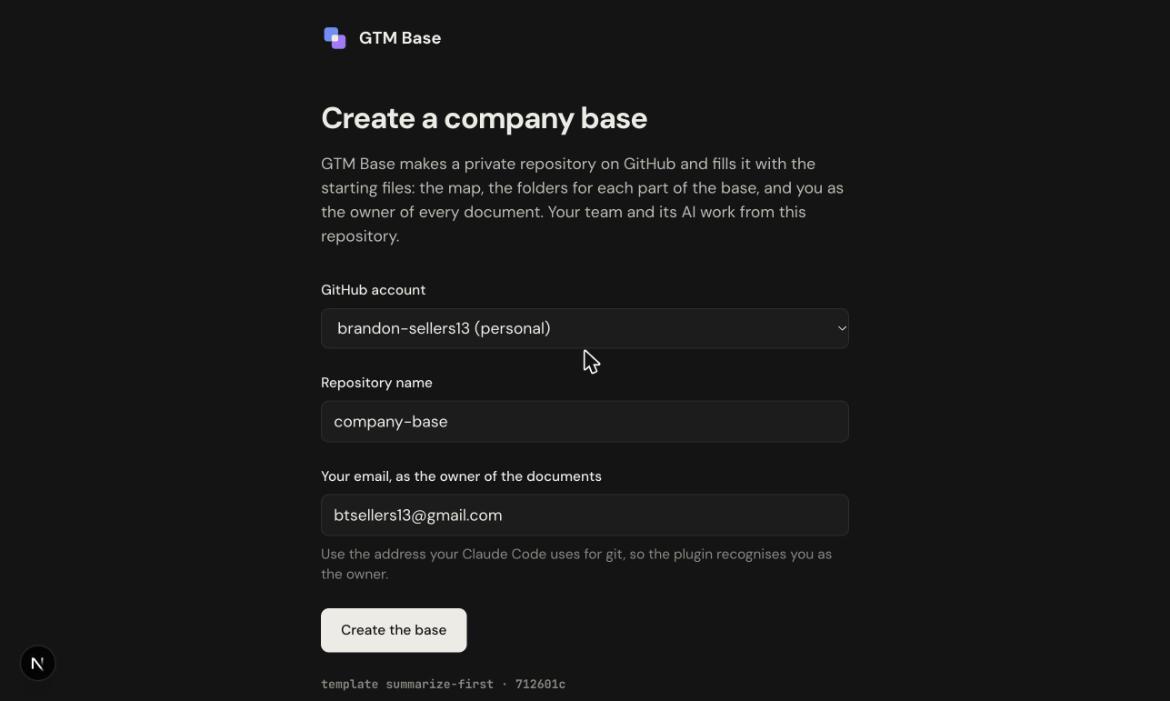 GTM Base
Create a company base
GTM Base makes a private repository on GitHub and fills it with the
starting files: the map, the folders for each part of the base, and you as
the owner of every document. Your team and its AI work from this
repository.
GitHub account
brandon-sellers13 (personal)
Repository name
company-base
Your email, as the owner of the documents
btsellers13@gmail.com
Use the address your Claude Code uses for git, so the plugin recognises you as
the owner.
Create the base
N
template summarize-first · 712601c